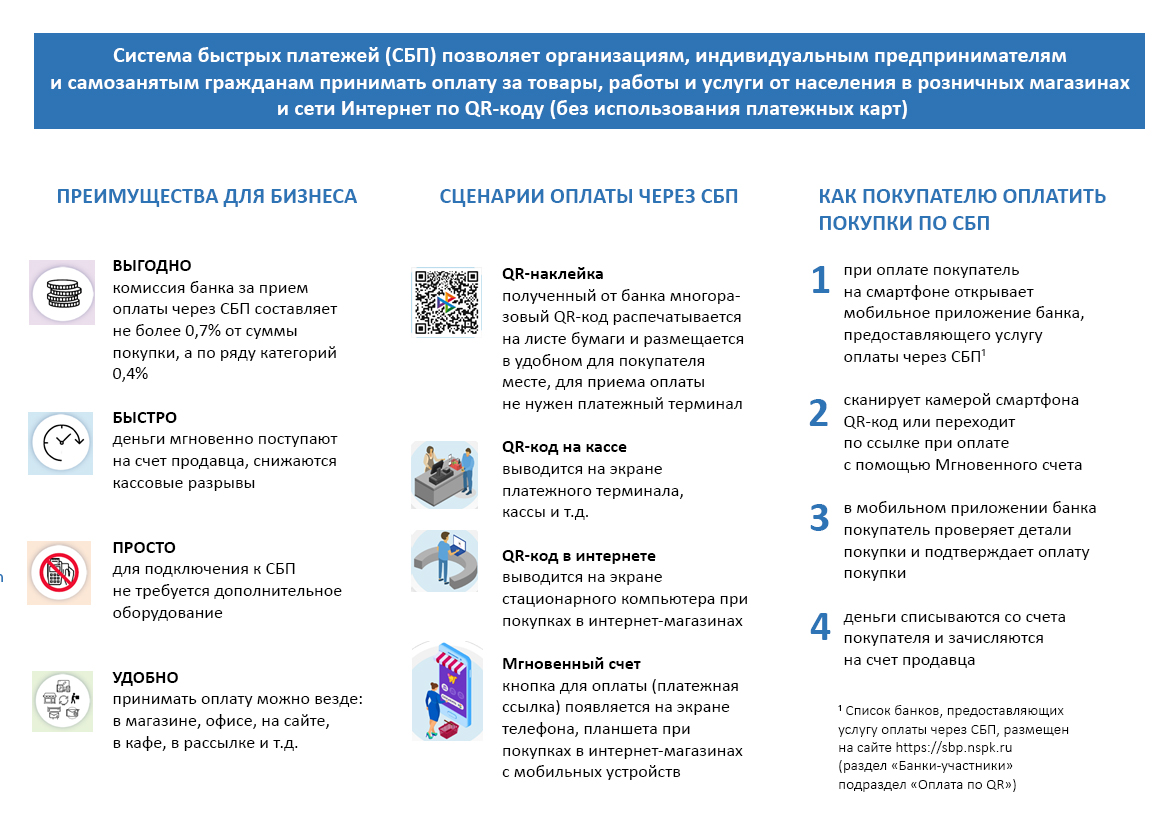 Система быстрых платежей (СБП) позволяет организациям, индивидуальным предпринимателям
и самозанятым гражданам принимать оплату за товары, работы и услуги от населения в розничных магазинах
и сети Интернет по QR-коду (без использования платежных карт)
ПРЕИМУЩЕСТВА ДЛЯ БИЗНЕСА
ВЫГОДНО
комиссия банка за прием
оплаты через СБП составляет
не более 0,7% от суммы
покупки, а по ряду категорий
0,4%
БЫСТРО
деньги мгновенно поступают
на счет продавца, снижаются
кассовые разрывы
ПРОСТО
для подключения к СБП
не требуется дополнительное
оборудование
УДОБНО
принимать оплату можно везде:
в магазине, офисе, на сайте,
в кафе, в рассылке и т.д.
СЦЕНАРИИ ОПЛАТЫ ЧЕРЕЗ СБП
QR-наклейка
полученный от банка многора-
зовый QR-код распечатывается
на листе бумаги и размещается
в удобном для покупателя
месте, для приема оплаты
не нужен платежный терминал
QR-код на кассе
выводится на экране
платежного терминала,
кассы и т.д.
QR-код в интернете
выводится на экране
стационарного компьютера при
покупках в интернет-магазинах
Мгновенный счет
кнопка для оплаты (платежная
ссылка) появляется на экране
телефона, планшета при
покупках в интернет-магазинах
с мобильных устройств
КАК ПОКУПАТЕЛЮ ОПЛАТИТЬ
ПОКУПКИ ПО СБП
1 при оплате покупатель
на смартфоне открывает
мобильное приложение банка,
предоставляющего услугу
оплаты через СБП¹
2 сканирует камерой смартфона
QR-код или переходит
по ссылке при оплате
с помощью Мгновенного счета
3 в мобильном приложении банка
покупатель проверяет детали
покупки и подтверждает оплату
покупки
4 деньги списываются со счета
покупателя и зачисляются
на счет продавца
¹ Список банков, предоставляющих
услугу оплаты через СБП, размещен
на сайте https://sbp.nspk.ru
(раздел «Банки-участники»
подраздел «Оплата по QR»)